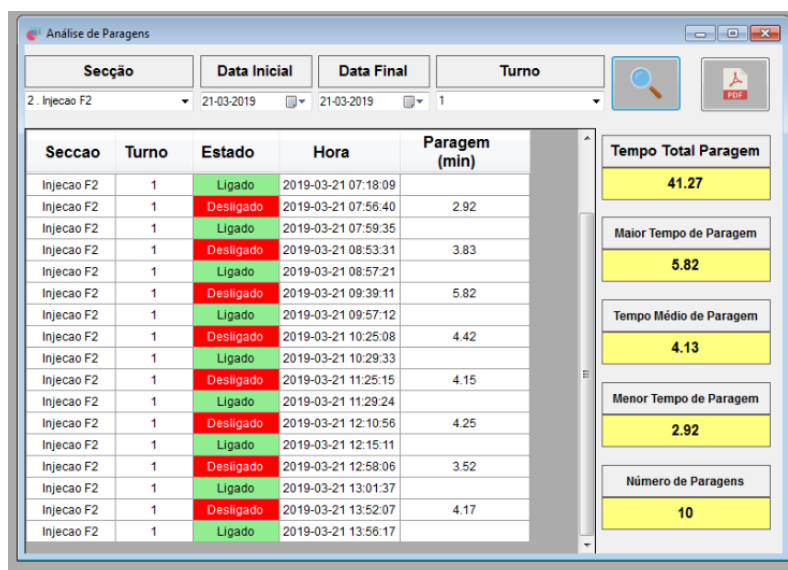 Análise de Paragens
Secção Data Inicial Data Final Turno
2 . Injecao F2 21-03-2019 21-03-2019 1
PDF
Seccao Turno Estado Hora Paragem (min)
Injecao F2 1 Ligado 2019-03-21 07:18:09
Injecao F2 1 Desligado 2019-03-21 07:56:40 2.92
Injecao F2 1 Ligado 2019-03-21 07:59:35
Injecao F2 1 Desligado 2019-03-21 08:53:31 3.83
Injecao F2 1 Ligado 2019-03-21 08:57:21
Injecao F2 1 Desligado 2019-03-21 09:39:11 5.82
Injecao F2 1 Ligado 2019-03-21 09:57:12
Injecao F2 1 Desligado 2019-03-21 10:25:08 4.42
Injecao F2 1 Ligado 2019-03-21 10:29:33
Injecao F2 1 Desligado 2019-03-21 11:25:15 4.15
Injecao F2 1 Ligado 2019-03-21 11:29:24
Injecao F2 1 Desligado 2019-03-21 12:10:56 4.25
Injecao F2 1 Ligado 2019-03-21 12:15:11
Injecao F2 1 Desligado 2019-03-21 12:58:06 3.52
Injecao F2 1 Ligado 2019-03-21 13:01:37
Injecao F2 1 Desligado 2019-03-21 13:52:07 4.17
Injecao F2 1 Ligado 2019-03-21 13:56:17
Tempo Total Paragem
41.27
Maior Tempo de Paragem
5.82
Tempo Médio de Paragem
4.13
Menor Tempo de Paragem
2.92
Número de Paragens
10